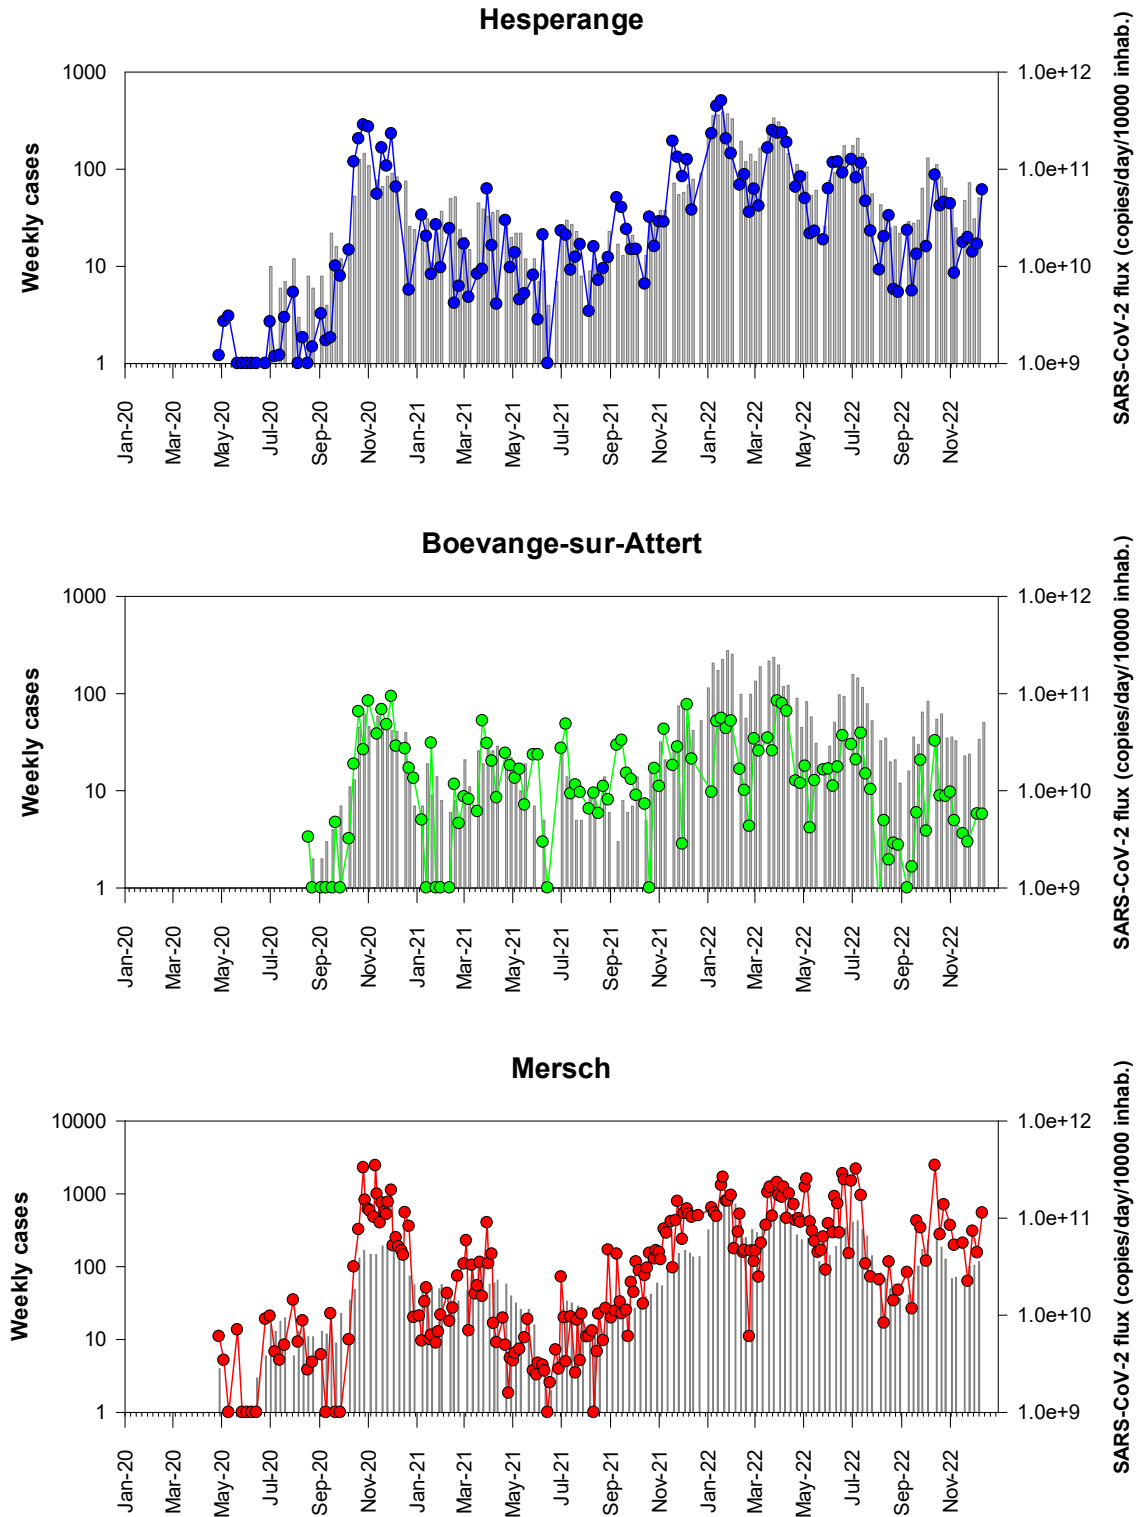 Hesperange
Weekly cases
SARS-CoV-2 flux (copies/day/10000 inhab.)
1000
100
10
1
1.0e+12
1.0e+11
1.0e+10
1.0e+9
Jan-20
Mar-20
May-20
Jul-20
Sep-20
Nov-20
Jan-21
Mar-21
May-21
Jul-21
Sep-21
Nov-21
Jan-22
Mar-22
May-22
Jul-22
Sep-22
Nov-22
Boevange-sur-Attert
Weekly cases
SARS-CoV-2 flux (copies/day/10000 inhab.)
1000
100
10
1
1.0e+12
1.0e+11
1.0e+10
1.0e+9
Jan-20
Mar-20
May-20
Jul-20
Sep-20
Nov-20
Jan-21
Mar-21
May-21
Jul-21
Sep-21
Nov-21
Jan-22
Mar-22
May-22
Jul-22
Sep-22
Nov-22
Mersch
Weekly cases
SARS-CoV-2 flux (copies/day/10000 inhab.)
10000
1000
100
10
1
1.0e+12
1.0e+11
1.0e+10
1.0e+9
Jan-20
Mar-20
May-20
Jul-20
Sep-20
Nov-20
Jan-21
Mar-21
May-21
Jul-21
Sep-21
Nov-21
Jan-22
Mar-22
May-22
Jul-22
Sep-22
Nov-22